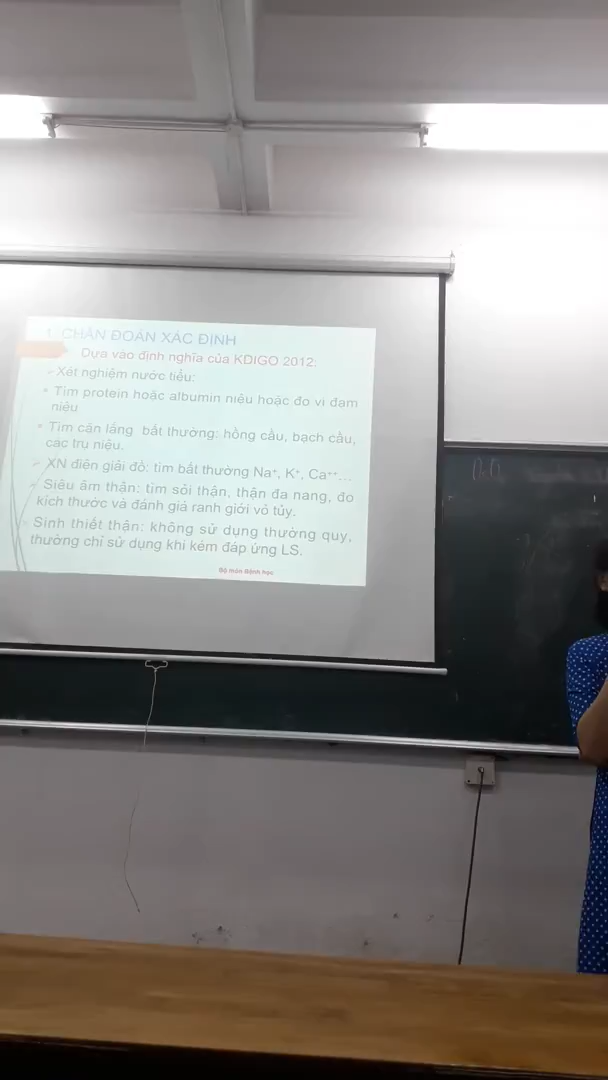 1. CHẨN ĐOÁN XÁC ĐỊNH
Dựa vào định nghĩa của KDIGO 2012:
Xét nghiệm nước tiểu:
Tìm protein hoặc albumin niệu hoặc đo vi đạm
niệu
Tìm cặn lắng bất thường: hồng cầu, bạch cầu,
các trụ niệu.
XN điện giải đồ: tìm bất thường Na⁺, K⁺, Ca⁺⁺...
Siêu âm thận: tìm sỏi thận, thận đa nang, đo
kích thước và đánh giá ranh giới vỏ tủy.
Sinh thiết thận: không sử dụng thường quy,
thường chỉ sử dụng khi kém đáp ứng LS.
Bộ môn Bệnh học